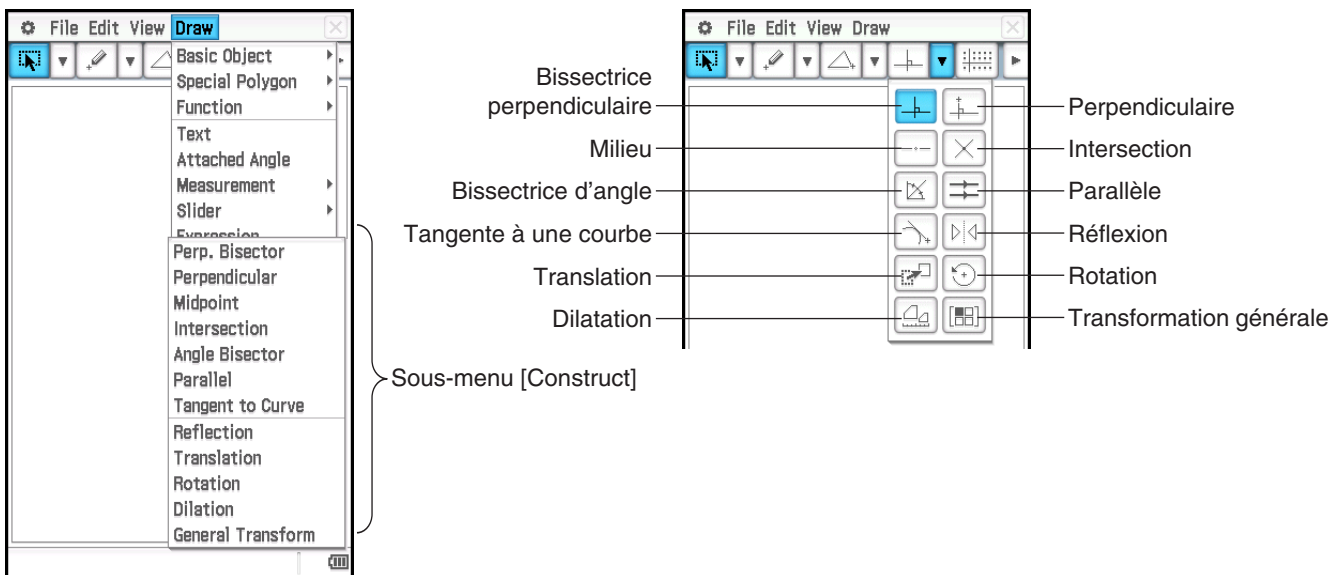 File Edit View Draw
Basic Object
Special Polygon
Function
Text
Attached Angle
Measurement
Slider
Expression
Perp. Bisector
Perpendicular
Midpoint
Intersection
Angle Bisector
Parallel
Tangent to Curve
Reflection
Translation
Rotation
Dilation
General Transform
Sous-menu [Construct]
File Edit View Draw
Bissectrice
perpendiculaire
Milieu
Bissectrice d'angle
Tangente à une courbe
Translation
Dilatation
Perpendiculaire
Intersection
Parallèle
Réflexion
Rotation
Transformation générale